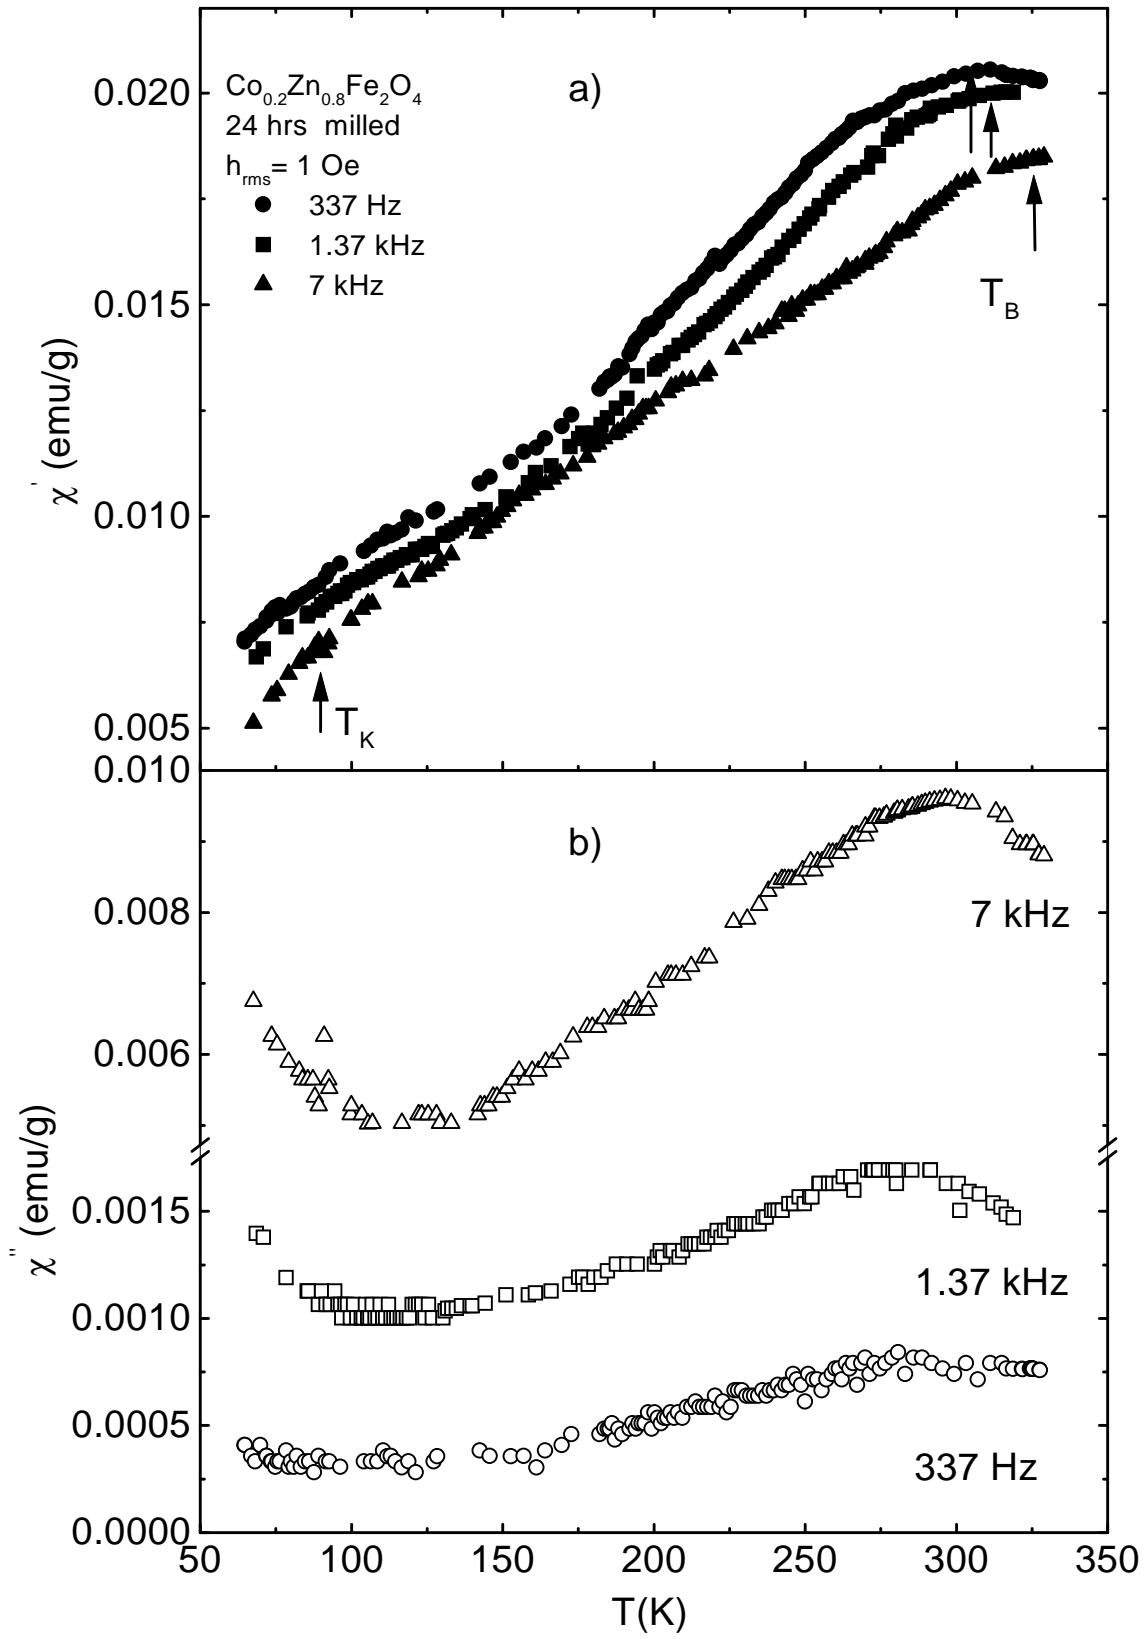 Co0.2Zn0.8Fe2O4
24 hrs milled
hrms= 1 Oe
337 Hz
1.37 kHz
7 kHz
a)
0.020
0.015
0.010
0.005
χ' (emu/g)
TB
TK
0.010
0.008
0.006
0.0015
0.0010
0.0005
0.0000
χ'' (emu/g)
b)
7 kHz
1.37 kHz
337 Hz
50 100 150 200 250 300 350
T(K)